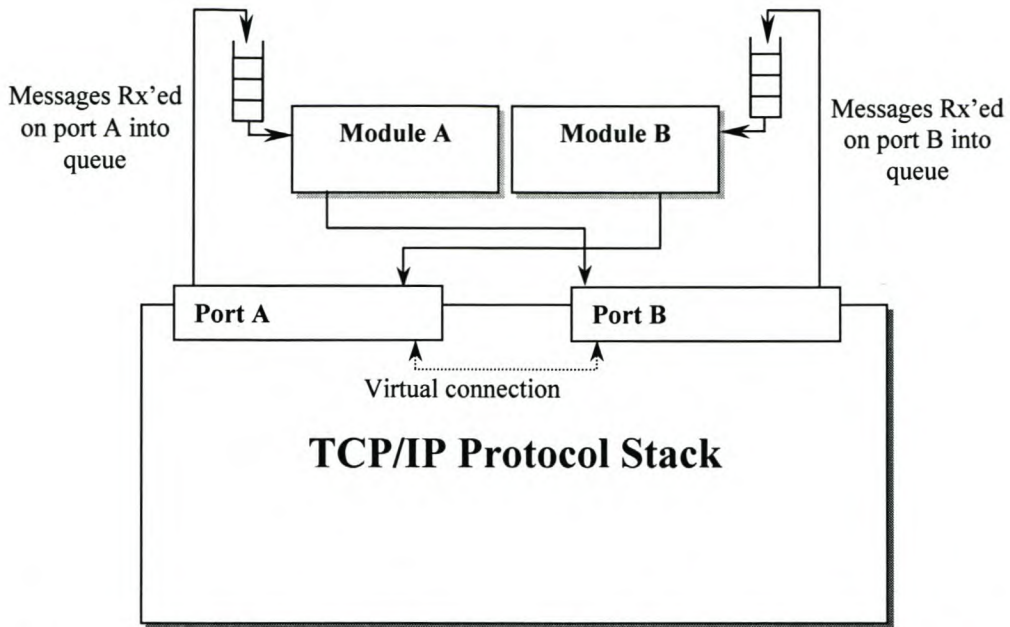 Messages Rx'ed
on port A into
queue
Module A
Module B
Messages Rx'ed
on port B into
queue
Port A
Port B
Virtual connection
TCP/IP Protocol Stack